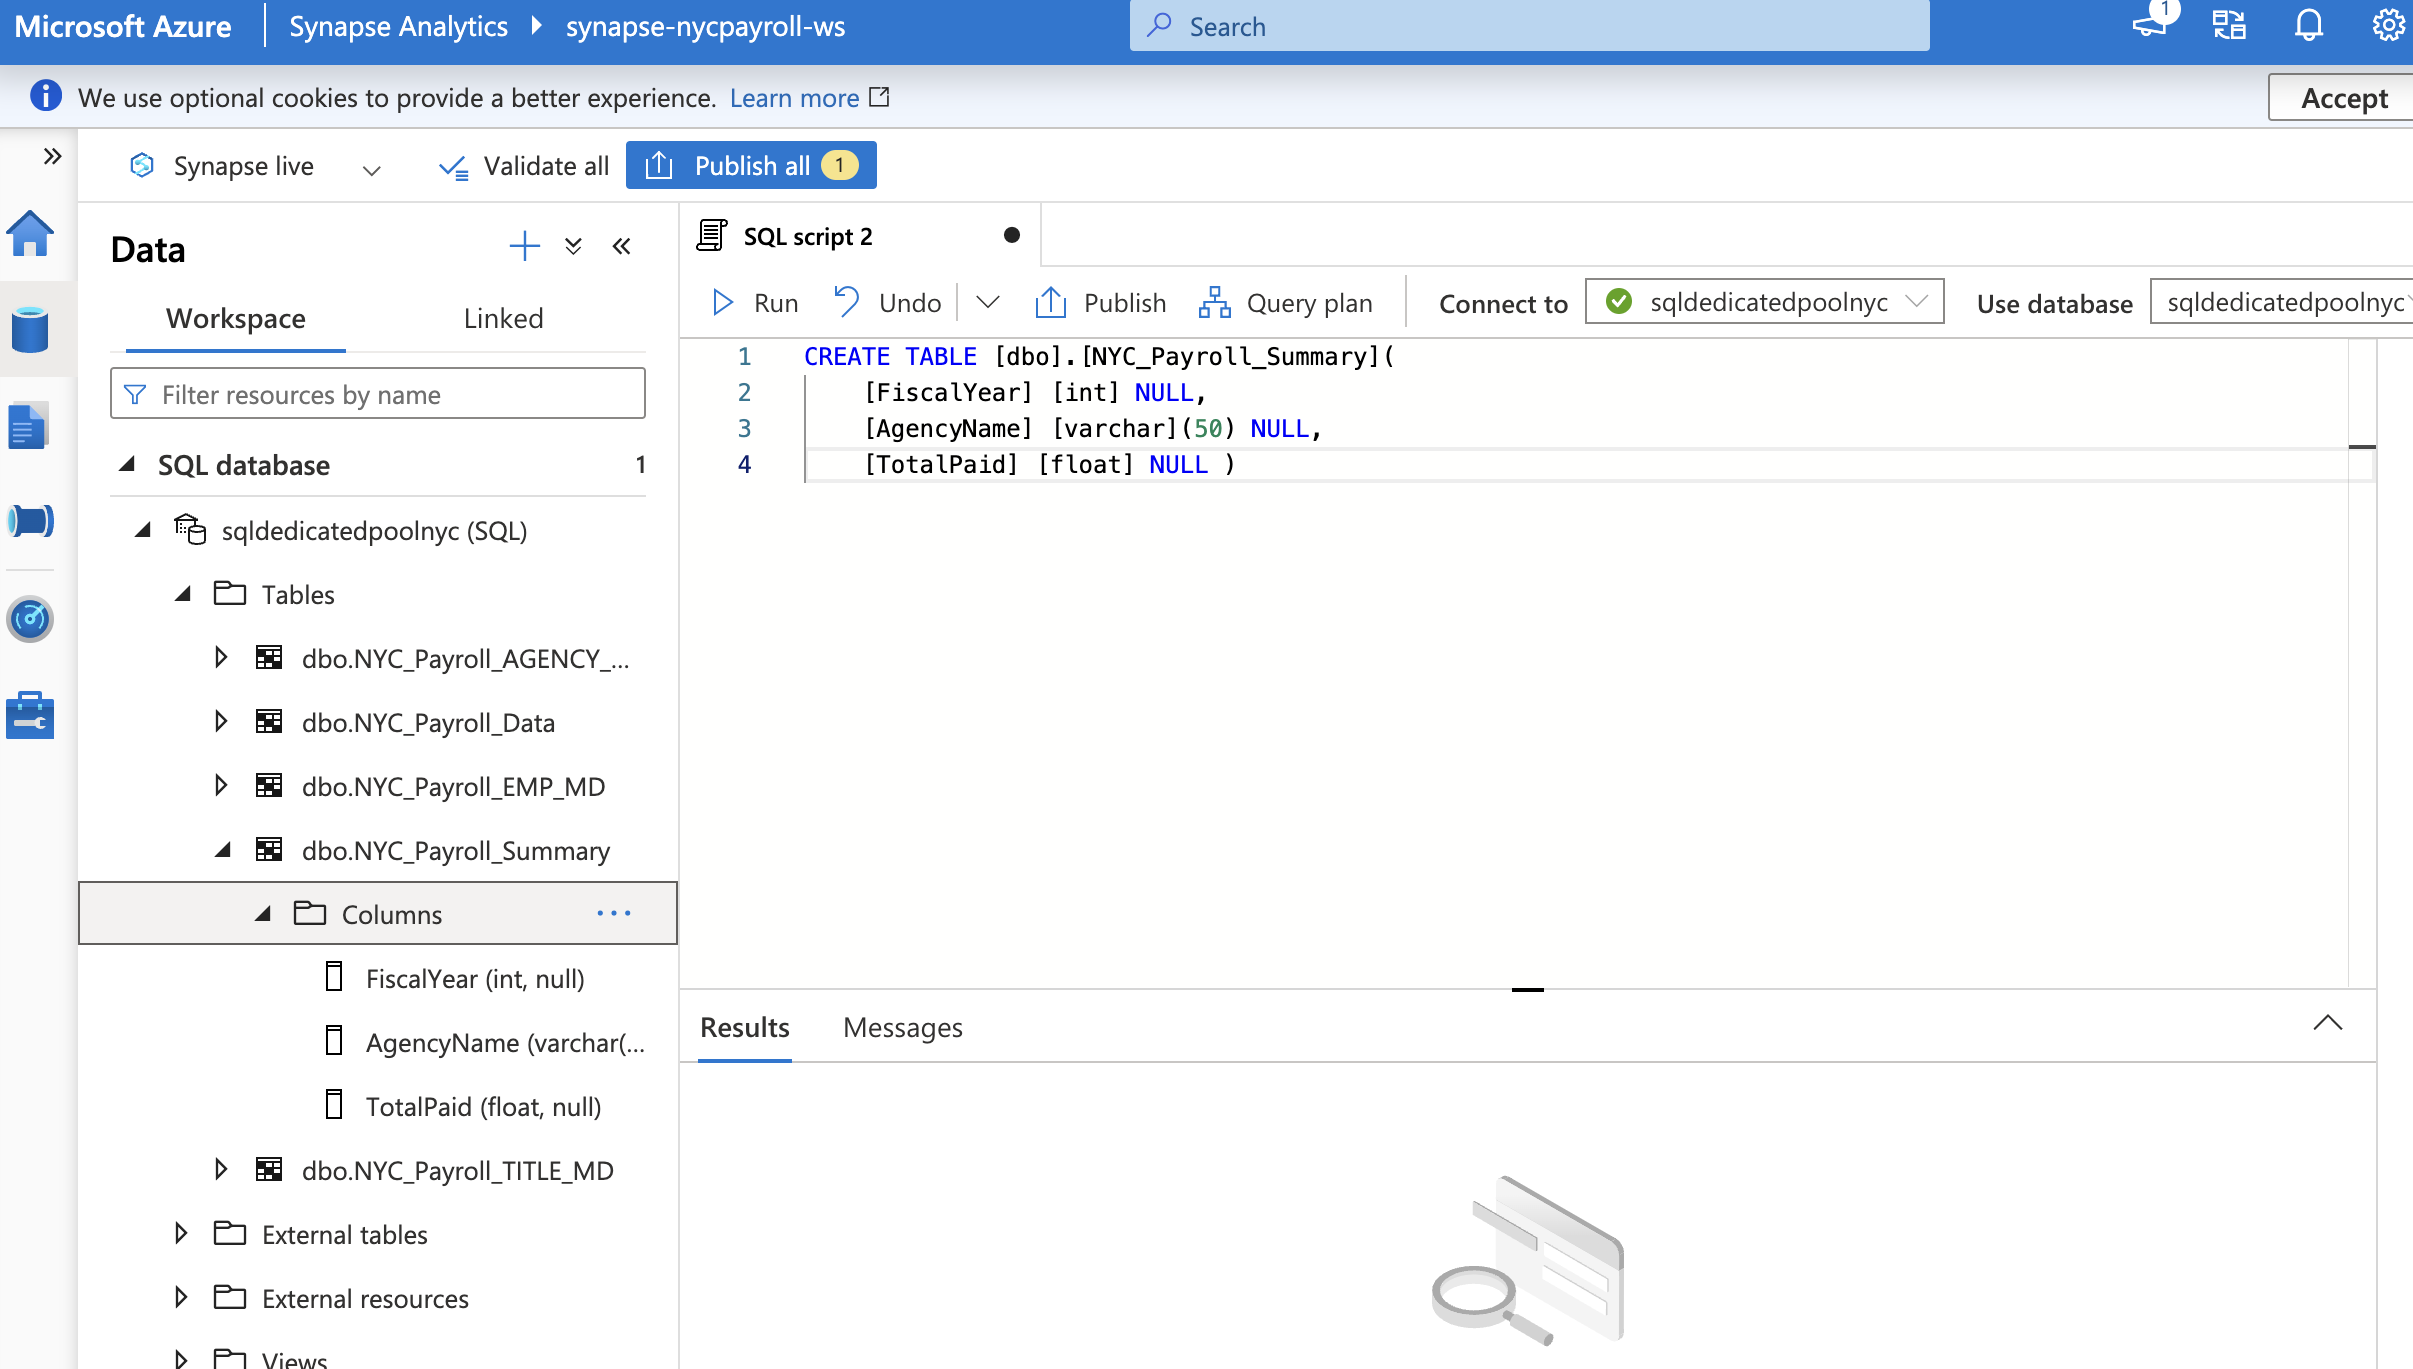 Microsoft Azure
Synapse Analytics
synapse-nycpayroll-ws
Search
1
We use optional cookies to provide a better experience. Learn more
Accept
Synapse live
Validate all
Publish all 1
Data
Workspace
Linked
Filter resources by name
SQL database 1
sqldedicatedpoolnyc (SQL)
Tables
dbo.NYC_Payroll_AGENCY_...
dbo.NYC_Payroll_Data
dbo.NYC_Payroll_EMP_MD
dbo.NYC_Payroll_Summary
Columns
FiscalYear (int, null)
AgencyName (varchar(...
TotalPaid (float, null)
dbo.NYC_Payroll_TITLE_MD
External tables
External resources
Views
SQL script 2
Run
Undo
Publish
Query plan
Connect to
sqldedicatedpoolnyc
Use database
sqldedicatedpoolnyc
1 CREATE TABLE [dbo].[NYC_Payroll_Summary](
2 [FiscalYear] [int] NULL,
3 [AgencyName] [varchar](50) NULL,
4 [TotalPaid] [float] NULL )
Results
Messages